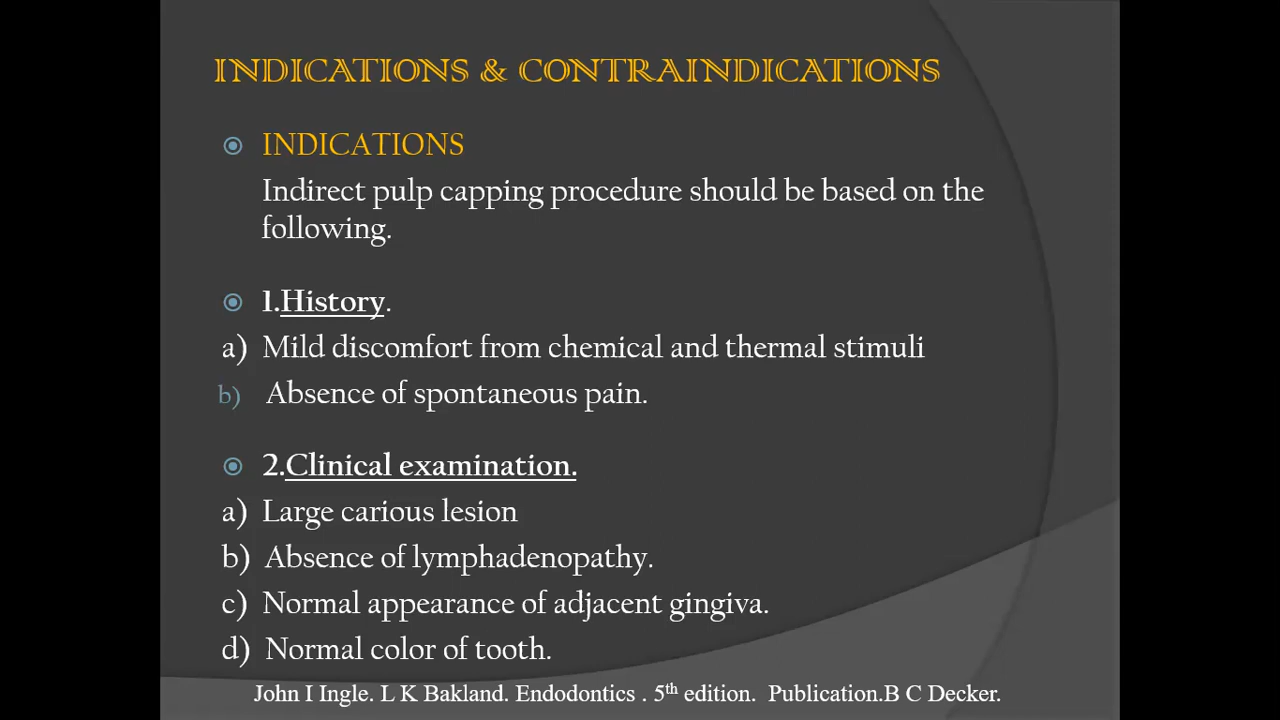 INDICATIONS & CONTRAINDICATIONS
INDICATIONS
Indirect pulp capping procedure should be based on the
following.
1.History.
a) Mild discomfort from chemical and thermal stimuli
b) Absence of spontaneous pain.
2.Clinical examination.
a) Large carious lesion
b) Absence of lymphadenopathy.
c) Normal appearance of adjacent gingiva.
d) Normal color of tooth.
John I Ingle. L K Bakland. Endodontics . 5th edition. Publication.B C Decker.